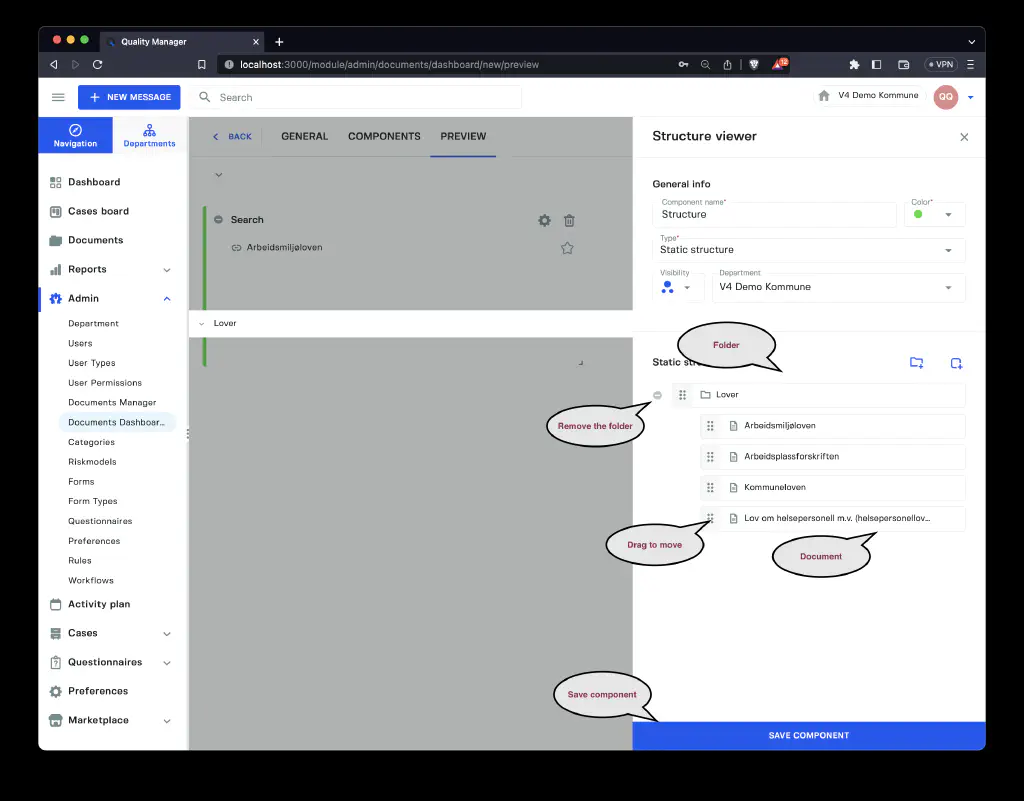 Quality Manager
localhost:3000/module/admin/documents/dashboard/new/preview
12
VPN
NEW MESSAGE
Search
V4 Demo Kommune
QQ
Navigation
Departments
Dashboard
Cases board
Documents
Reports
Admin
Department
Users
User Types
User Permissions
Documents Manager
Documents Dashboar...
Categories
Riskmodels
Forms
Form Types
Questionnaires
Preferences
Rules
Workflows
Activity plan
Cases
Questionnaires
Preferences
Marketplace
BACK
GENERAL
COMPONENTS
PREVIEW
Search
Arbeidsmiljøloven
Lover
Structure viewer
General info
Component name*
Structure
Color*
Type*
Static structure
Visibility
Department
V4 Demo Kommune
Folder
Static
Lover
Remove the folder
Arbeidsmiljøloven
Arbeidsplassforskriften
Kommuneloven
Lov om helsepersonell m.v. (helsepersonellov...
Drag to move
Document
Save component
SAVE COMPONENT